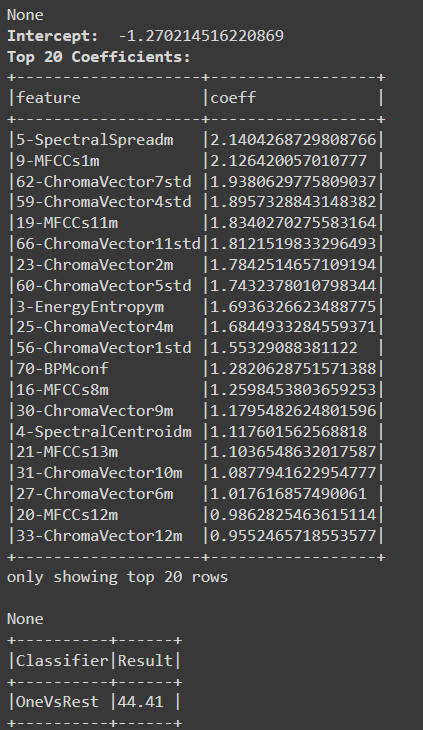 None
Intercept:  -1.270214516220869
Top 20 Coefficients:
+-------------------+------------------+
|feature            |coeff             |
+-------------------+------------------+
|5-SpectralSpreadm  |2.1404268729808766|
|9-MFCCs1m          |2.126420057010777 |
|62-ChromaVector7std |1.9380629775809037|
|59-ChromaVector4std |1.8957328843148382|
|19-MFCCs11m        |1.8340270275583164|
|66-ChromaVector11std|1.8121519833296493|
|23-ChromaVector2m  |1.7842514657109194|
|60-ChromaVector5std |1.7432378010798344|
|3-EnergyEntropym   |1.6936326623488775|
|25-ChromaVector4m  |1.6844933284559371|
|56-ChromaVector1std |1.55329088381122  |
|70-BPMconf         |1.2820628751571388|
|16-MFCCs8m         |1.2598453803659253|
|30-ChromaVector9m  |1.1795482624801596|
|4-SpectralCentroidm |1.117601562568818 |
|21-MFCCs13m        |1.1036548632017587|
|31-ChromaVector10m |1.0877941622954777|
|27-ChromaVector6m  |1.017616857490061 |
|20-MFCCs12m        |0.9862825463615114|
|33-ChromaVector12m |0.9552465718553577|
+-------------------+------------------+
only showing top 20 rows
None
+----------+------+
|Classifier|Result|
+----------+------+
|OneVsRest |44.41 |
+----------+------+